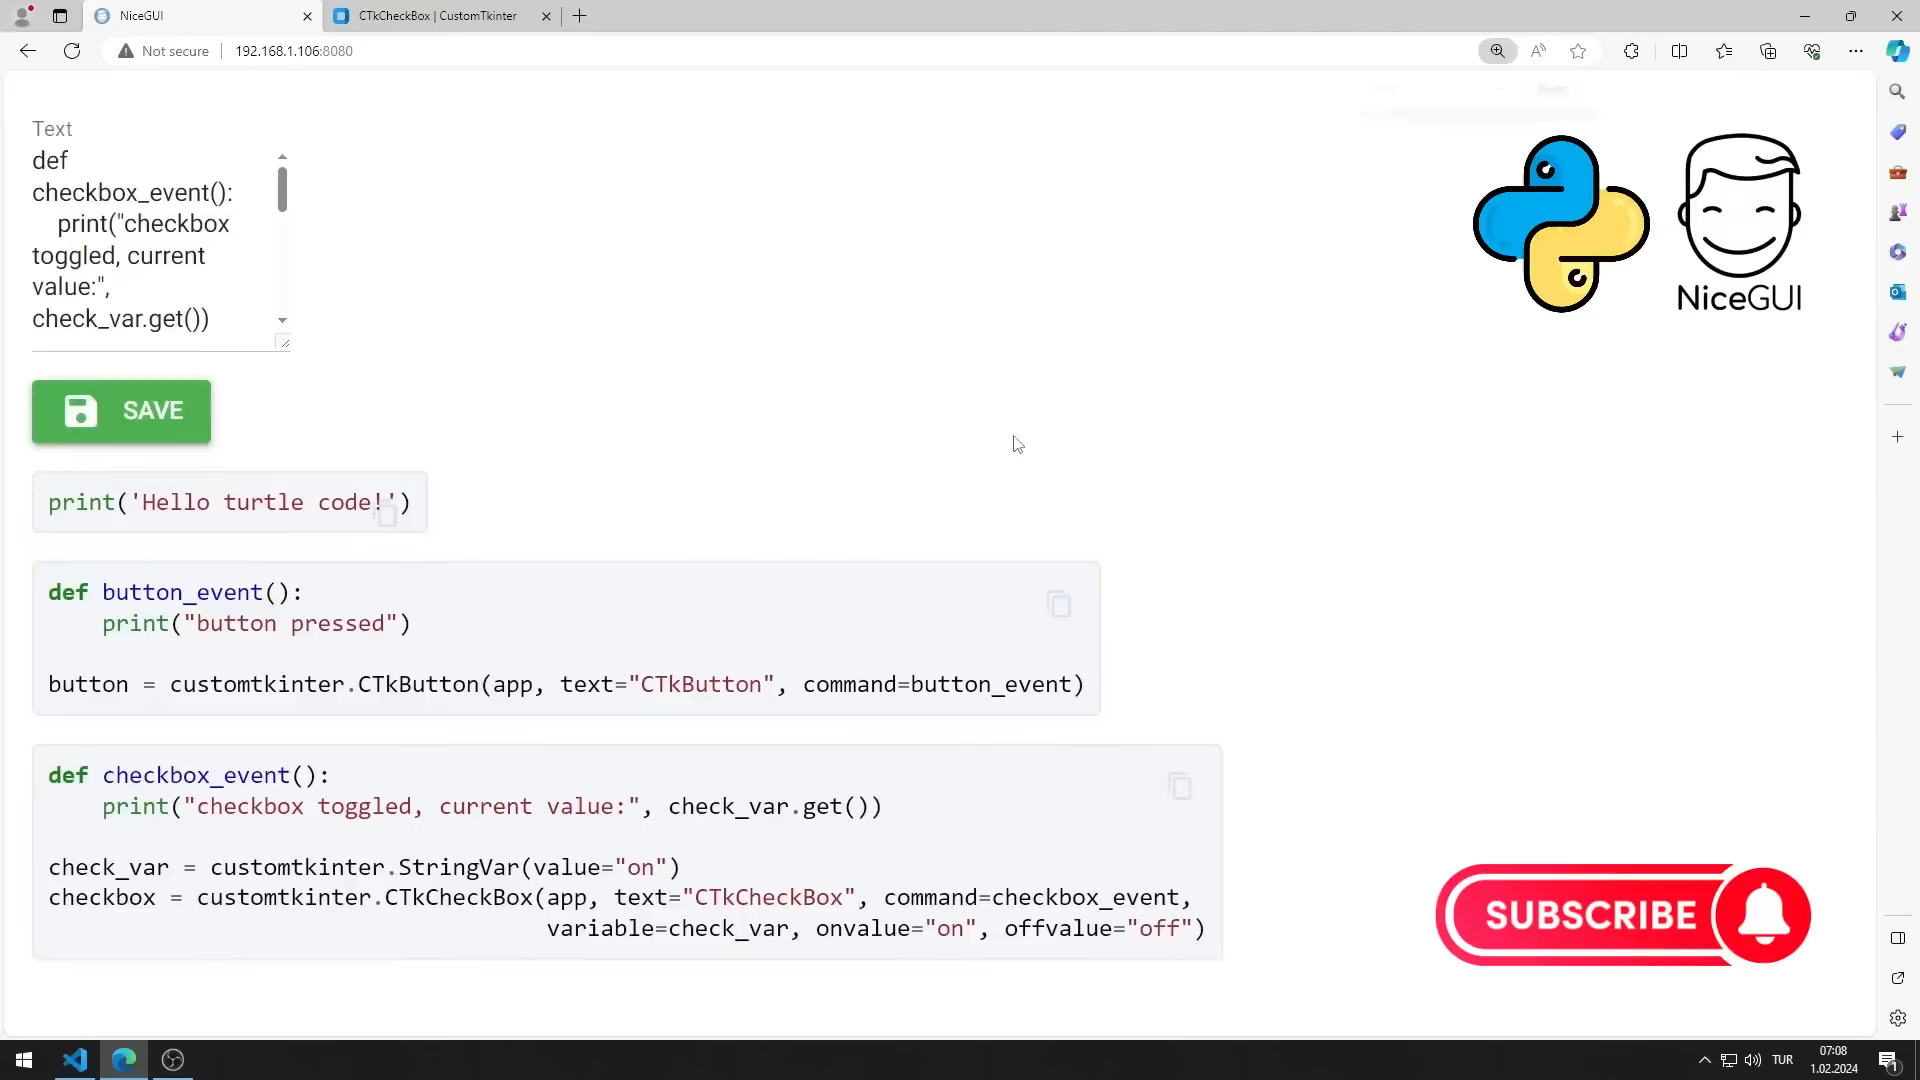 NiceGUI
CTkCheckBox | CustomTkinter
Not secure
192.168.1.106:8080
Text
def
checkbox_event():
    print("checkbox
toggled, current
value:",
check_var.get())
NiceGUI
SAVE
print('Hello turtle code!')
def button_event():
    print("button pressed")
button = customtkinter.CTkButton(app, text="CTkButton", command=button_event)
def checkbox_event():
    print("checkbox toggled, current value:", check_var.get())
check_var = customtkinter.StringVar(value="on")
checkbox = customtkinter.CTkCheckBox(app, text="CTkCheckBox", command=checkbox_event,
                                     variable=check_var, onvalue="on", offvalue="off")
SUBSCRIBE
TUR
07:08
1.02.2024
1